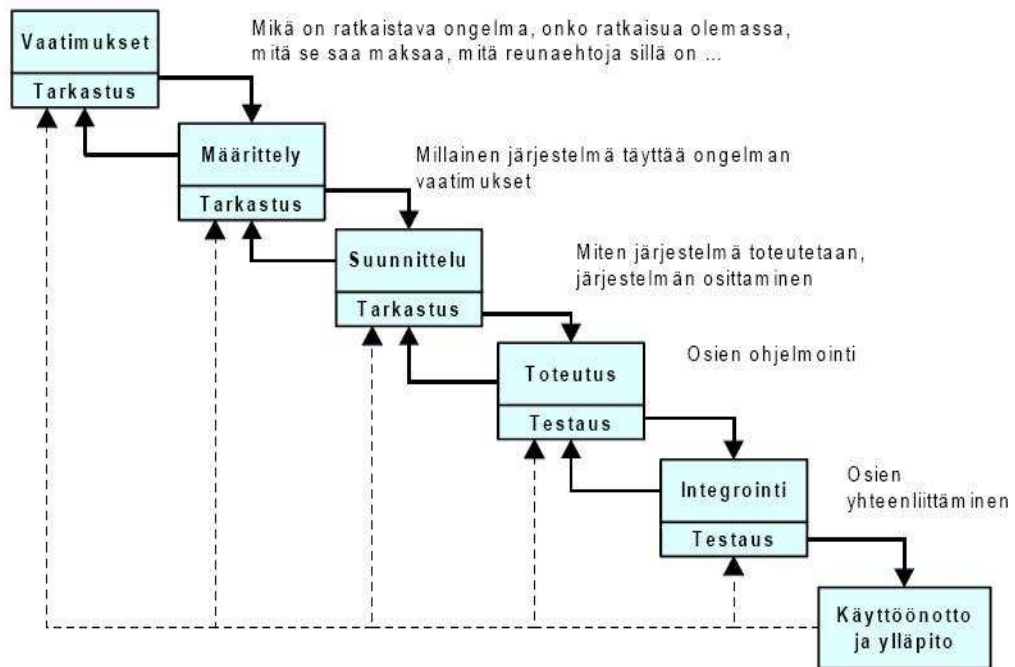 Vaatimukset
Tarkastus
Mikä on ratkaistava ongelma, onko ratkaisua olemassa,
mitä se saa maksaa, mitä reunaehtoja sillä on ...
Määrittely
Tarkastus
Millainen järjestelmä täyttää ongelman
vaatimukset
Suunnittelu
Tarkastus
Miten järjestelmä toteutetaan,
järjestelmän osittaminen
Toteutus
Testaus
Osien ohjelmointi
Integrointi
Testaus
Osien
yhteenliittäminen
Käyttöönotto
ja ylläpito